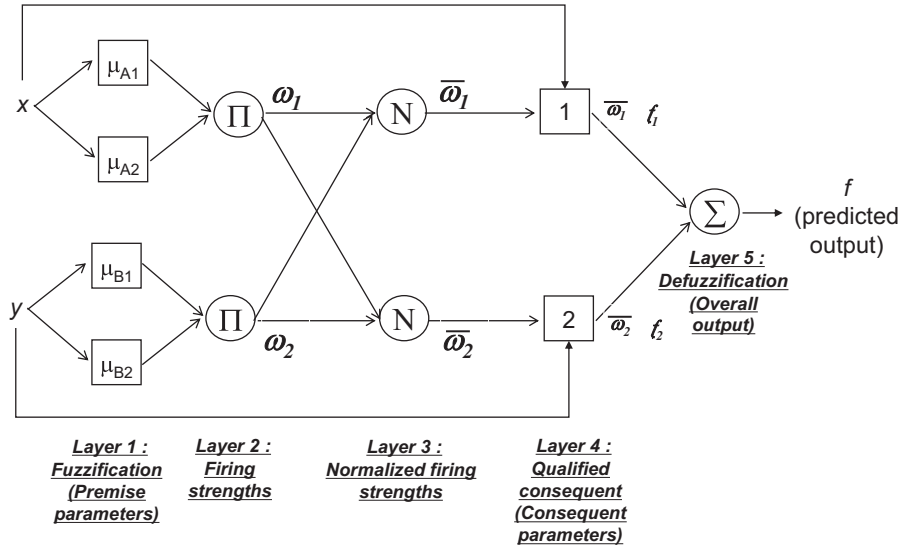 x
μA1
μA2
Π
ω1
N
ω̅1
1
ω̅1 f1
y
μB1
μB2
Π
ω2
N
ω̅2
2
ω̅2 f2
Σ
f
(predicted
output)
Layer 5 :
Defuzzification
(Overall
output)
Layer 1 :
Fuzzification
(Premise
parameters)
Layer 2 :
Firing
strengths
Layer 3 :
Normalized firing
strengths
Layer 4 :
Qualified
consequent
(Consequent
parameters)